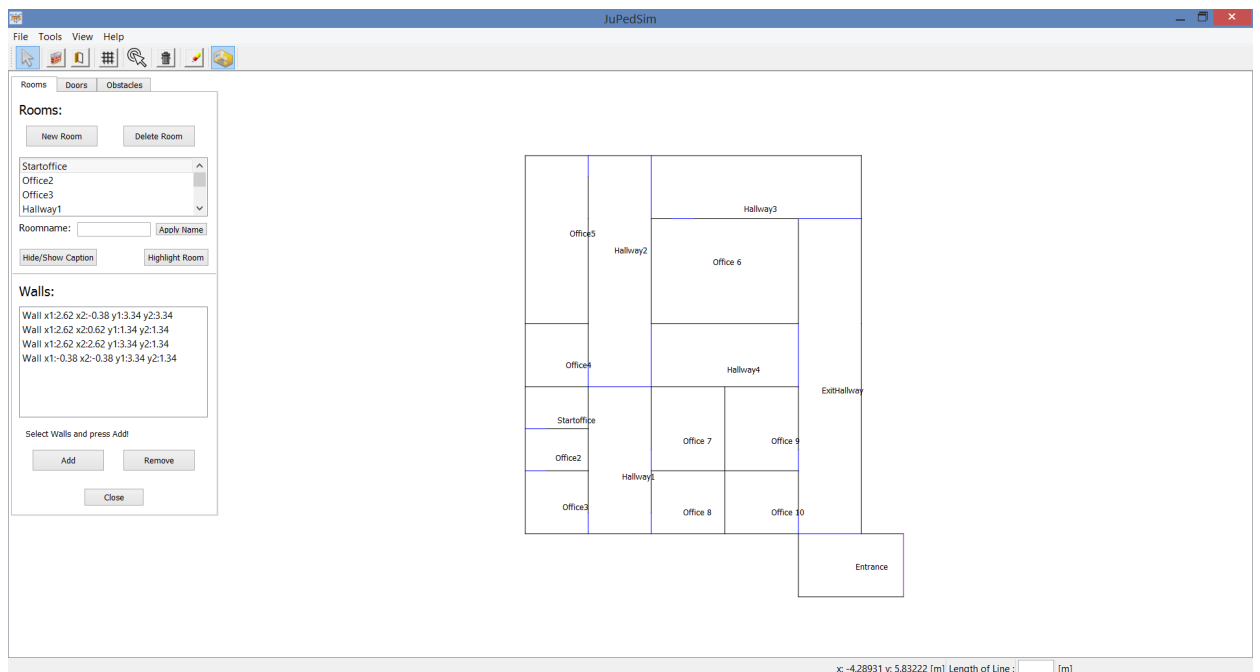 JuPedSim
File Tools View Help
Rooms Doors Obstacles
Rooms:
New Room Delete Room
Startoffice
Office2
Office3
Hallway1
Roomname: Apply Name
Hide/Show Caption Highlight Room
Walls:
Wall x1:2.62 x2:-0.38 y1:3.34 y2:3.34
Wall x1:2.62 x2:0.62 y1:1.34 y2:1.34
Wall x1:2.62 x2:2.62 y1:3.34 y2:1.34
Wall x1:-0.38 x2:-0.38 y1:3.34 y2:1.34
Select Walls and press Add!
Add Remove
Close
Hallway3
Office5
Hallway2
Office 6
Office4
Hallway4
ExitHallway
Startoffice
Office 7
Office 9
Office2
Hallway1
Office3
Office 8
Office 10
Entrance
x: -4.28931 y: 5.83222 [m] Length of Line : [m]